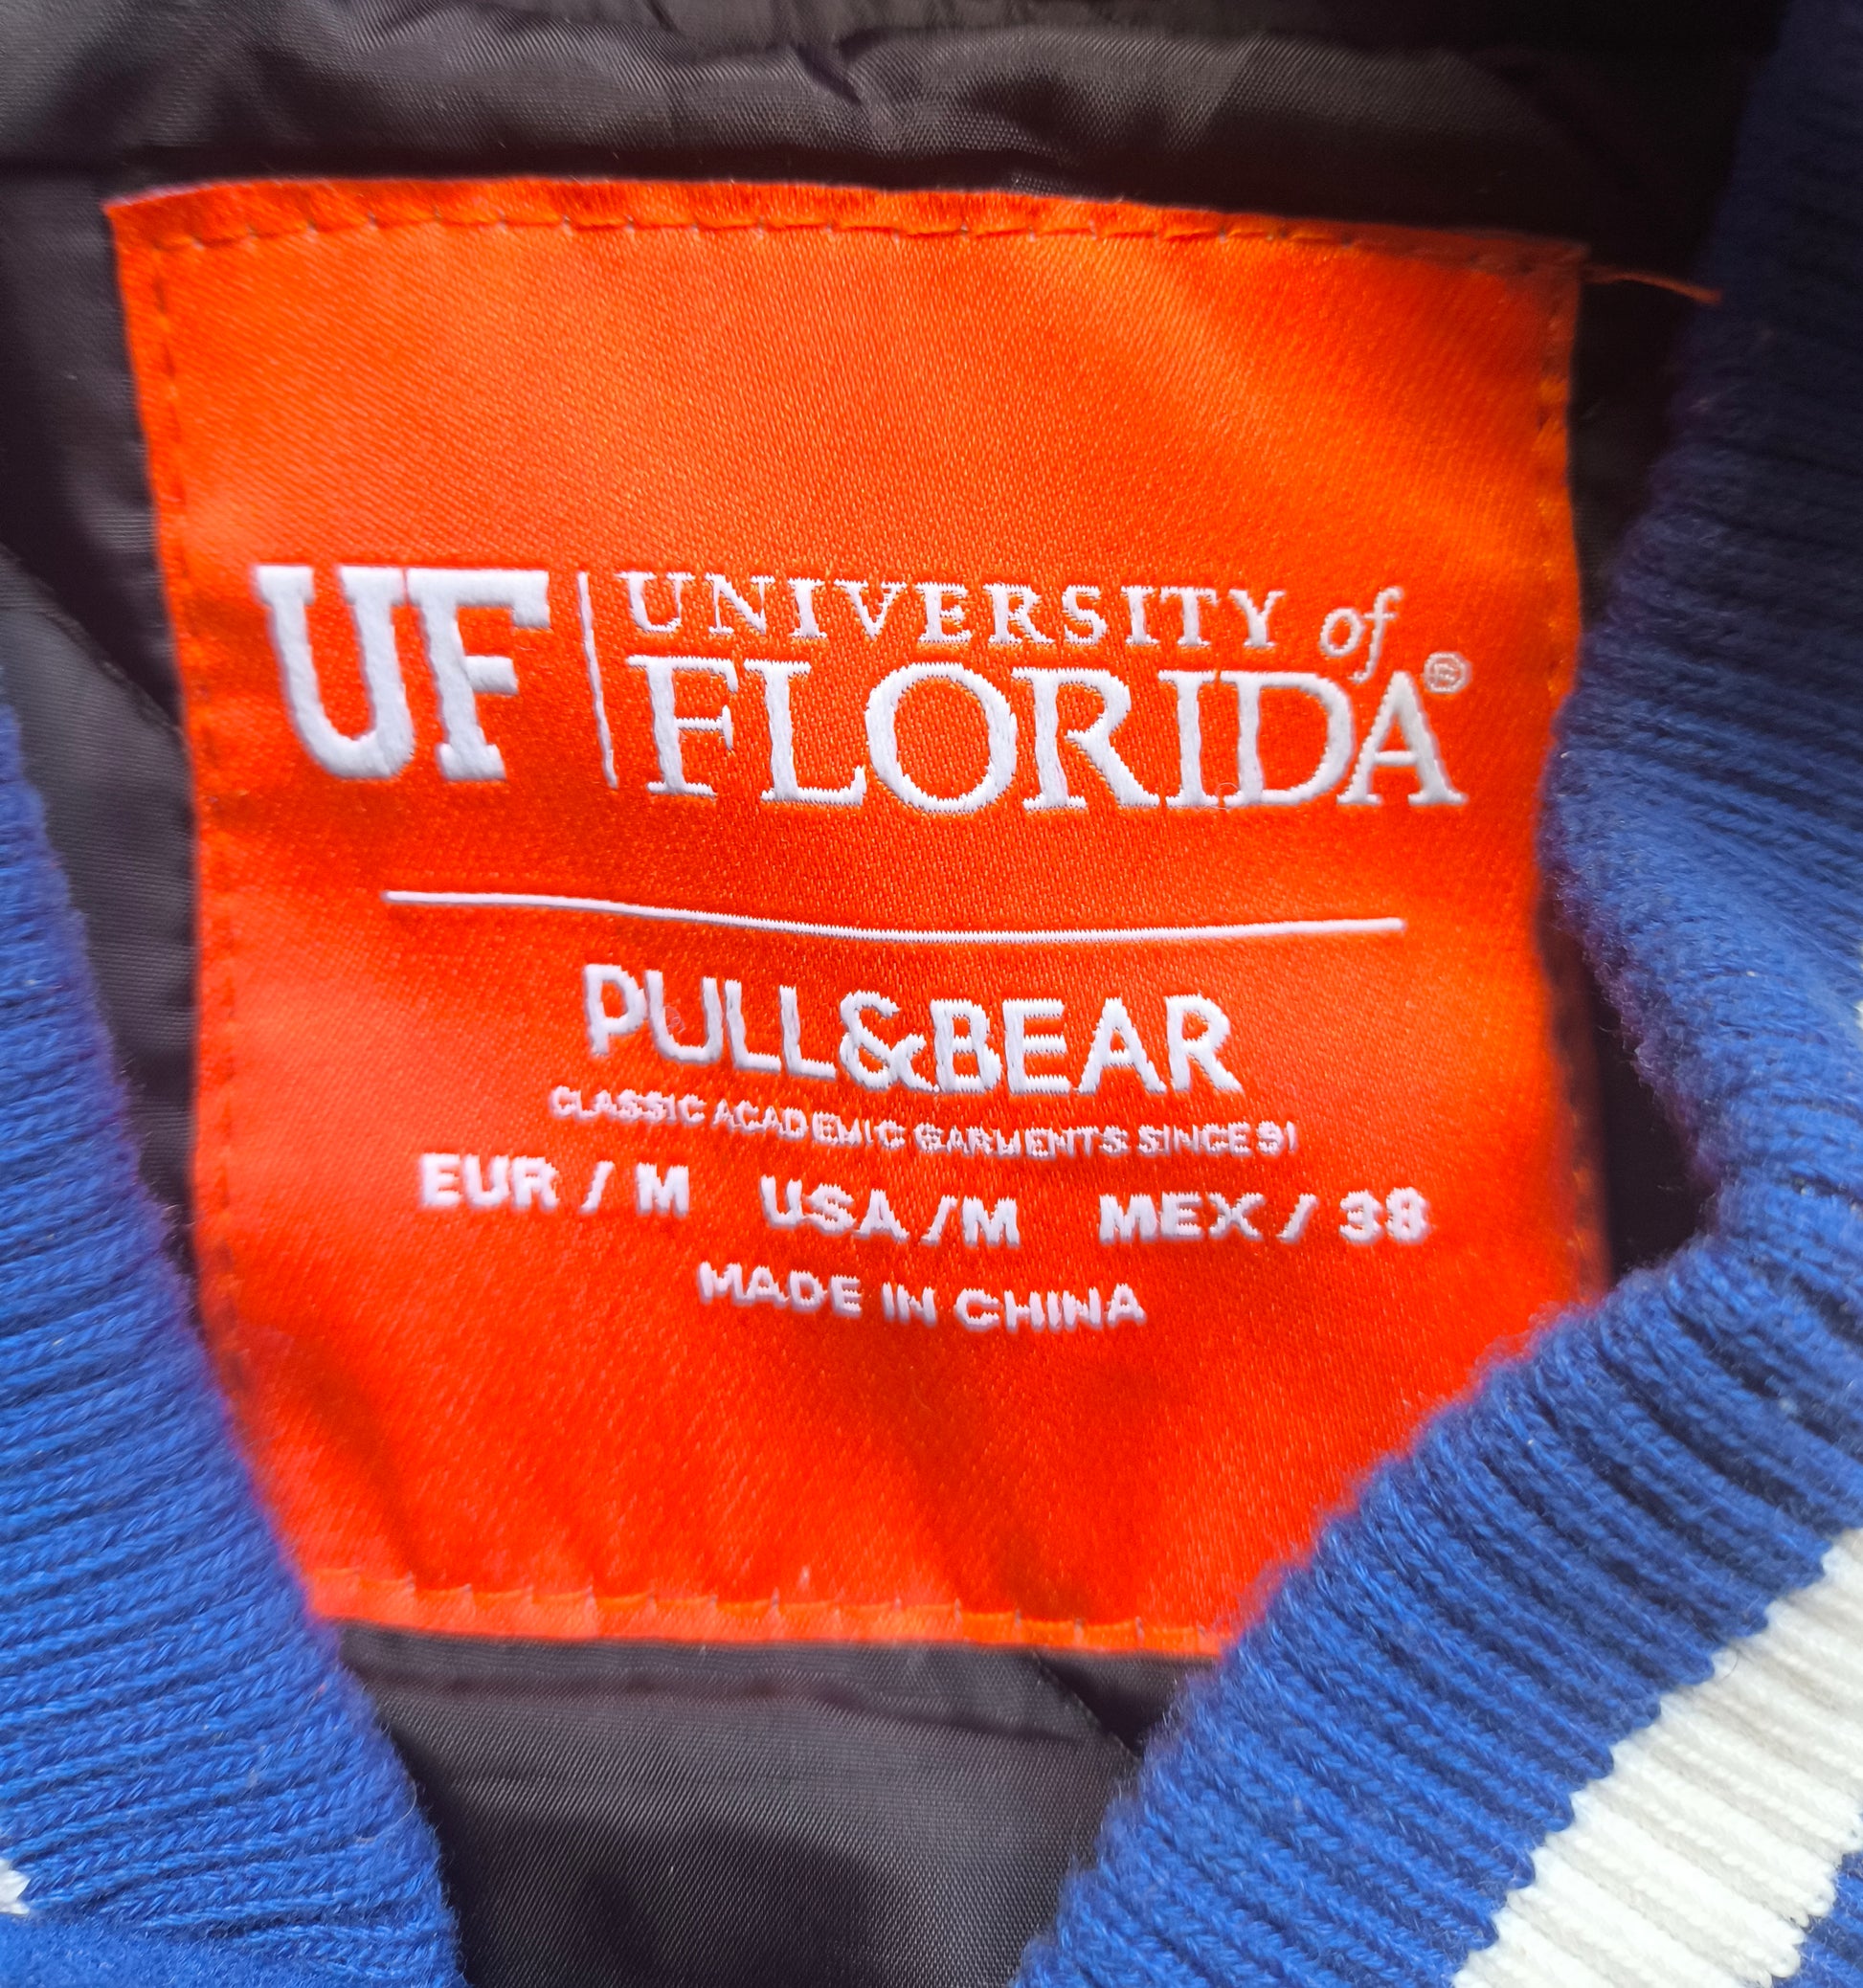 UF UNIVERSITY of
FLORIDA®
PULL&BEAR
CLASSIC ACADEMIC GARMENTS SINCE 91
EUR / M USA /M MEX / 38
MADE IN CHINA